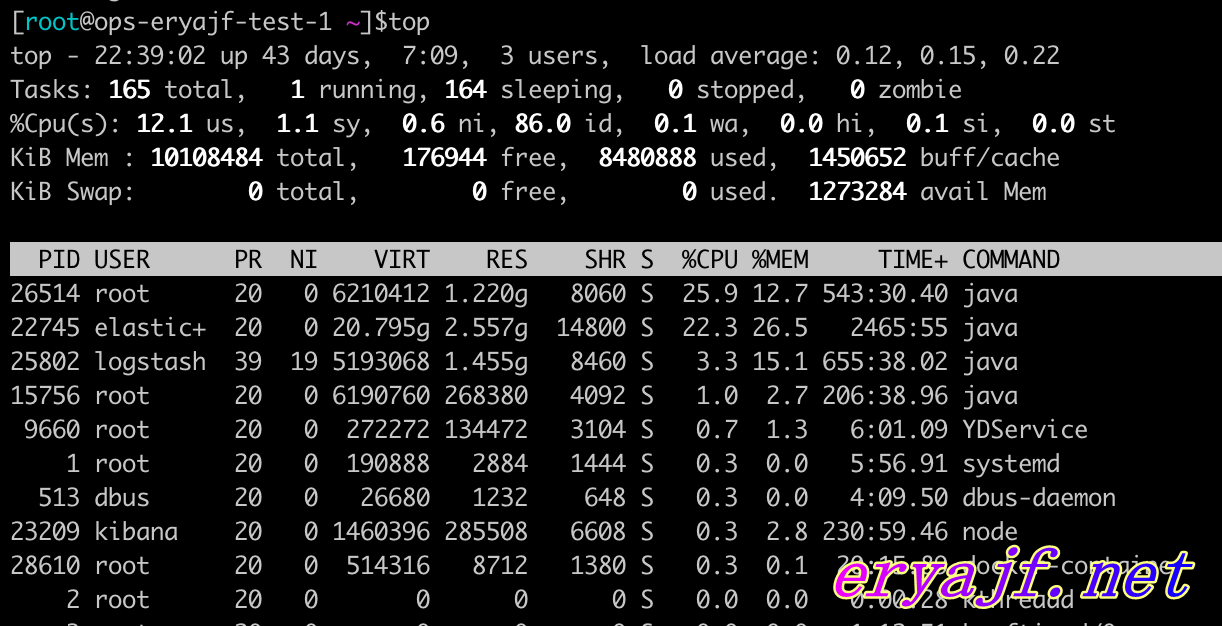 [root@ops-eryajf-test-1 ~]$top
top - 22:39:02 up 43 days,  7:09,  3 users,  load average: 0.12, 0.15, 0.22
Tasks: 165 total,   1 running, 164 sleeping,   0 stopped,   0 zombie
%Cpu(s): 12.1 us,  1.1 sy,  0.6 ni, 86.0 id,  0.1 wa,  0.0 hi,  0.1 si,  0.0 st
KiB Mem : 10108484 total,   176944 free,  8480888 used,  1450652 buff/cache
KiB Swap:        0 total,        0 free,        0 used.  1273284 avail Mem
  PID USER      PR  NI    VIRT    RES    SHR S  %CPU %MEM     TIME+ COMMAND
26514 root      20   0 6210412 1.220g   8060 S  25.9 12.7 543:30.40 java
22745 elastic+  20   0 20.795g 2.557g  14800 S  22.3 26.5   2465:55 java
25802 logstash  39  19 5193068 1.455g   8460 S   3.3 15.1 655:38.02 java
15756 root      20   0 6190760 268380   4092 S   1.0  2.7 206:38.96 java
 9660 root      20   0  272272 134472   3104 S   0.7  1.3   6:01.09 YDService
    1 root      20   0  190888   2884   1444 S   0.3  0.0   5:56.91 systemd
  513 dbus      20   0   26680   1232    648 S   0.3  0.0   4:09.50 dbus-daemon
23209 kibana    20   0 1460396 285508   6608 S   0.3  2.8 230:59.46 node
28610 root      20   0  514316   8712   1380 S   0.3  0.1
    2 root      20   0       0      0      0 S   0.0  0.0   0:00.28 kthreadd
eryajf.net